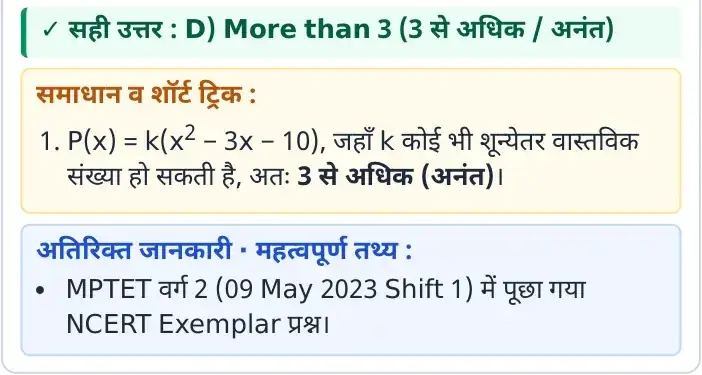 ✓ सही उत्तर : D) More than 3 (3 से अधिक / अनंत)
समाधान व शॉर्ट ट्रिक :
1. P(x) = k(x² − 3x − 10), जहाँ k कोई भी शून्येतर वास्तविक
संख्या हो सकती है, अतः 3 से अधिक (अनंत)।
अतिरिक्त जानकारी · महत्वपूर्ण तथ्य :
• MPTET वर्ग 2 (09 May 2023 Shift 1) में पूछा गया
NCERT Exemplar प्रश्न।